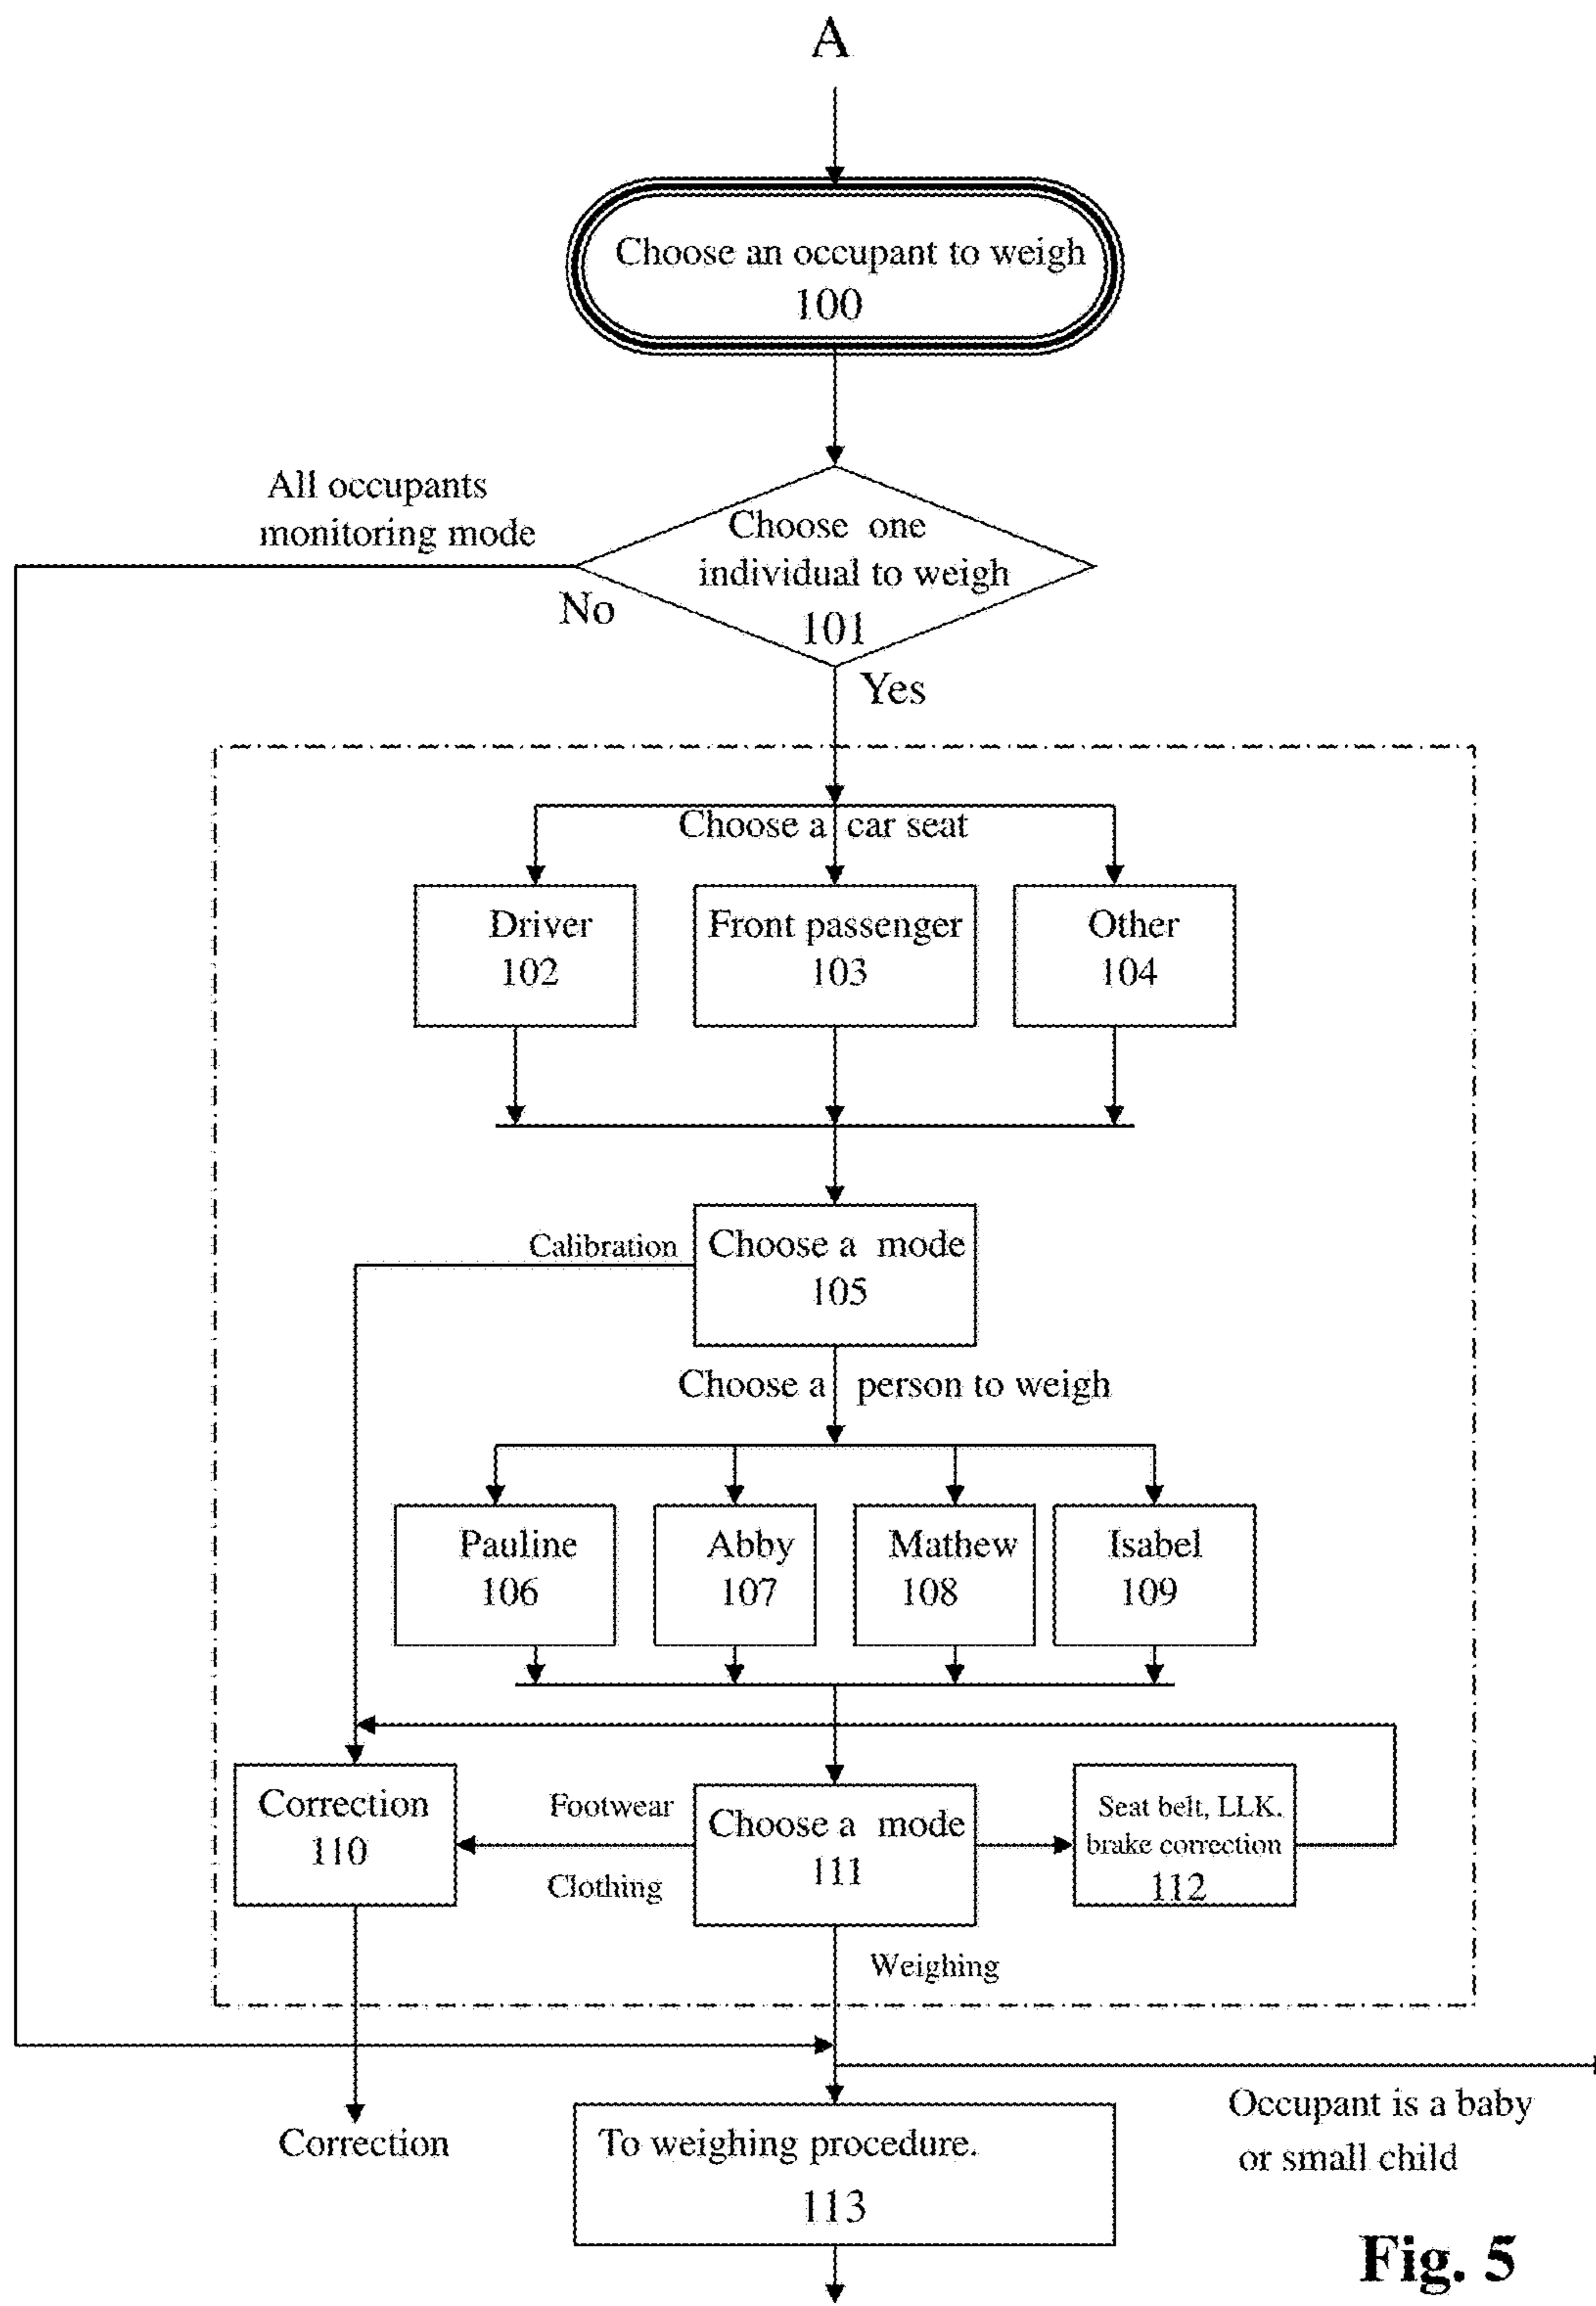 A
Choose an occupant to weigh
100
All occupants
monitoring mode
Choose one
individual to weigh
101
No
Yes
Choose a car seat
Driver
102
Front passenger
103
Other
104
Calibration
Choose a mode
105
Choose a person to weigh
Pauline
106
Abby
107
Mathew
108
Isabel
109
Correction
110
Footwear
Clothing
Choose a mode
111
Seat belt, LLK.
brake correction
112
Weighing
Correction
To weighing procedure.
113
Occupant is a baby
or small child
Fig. 5